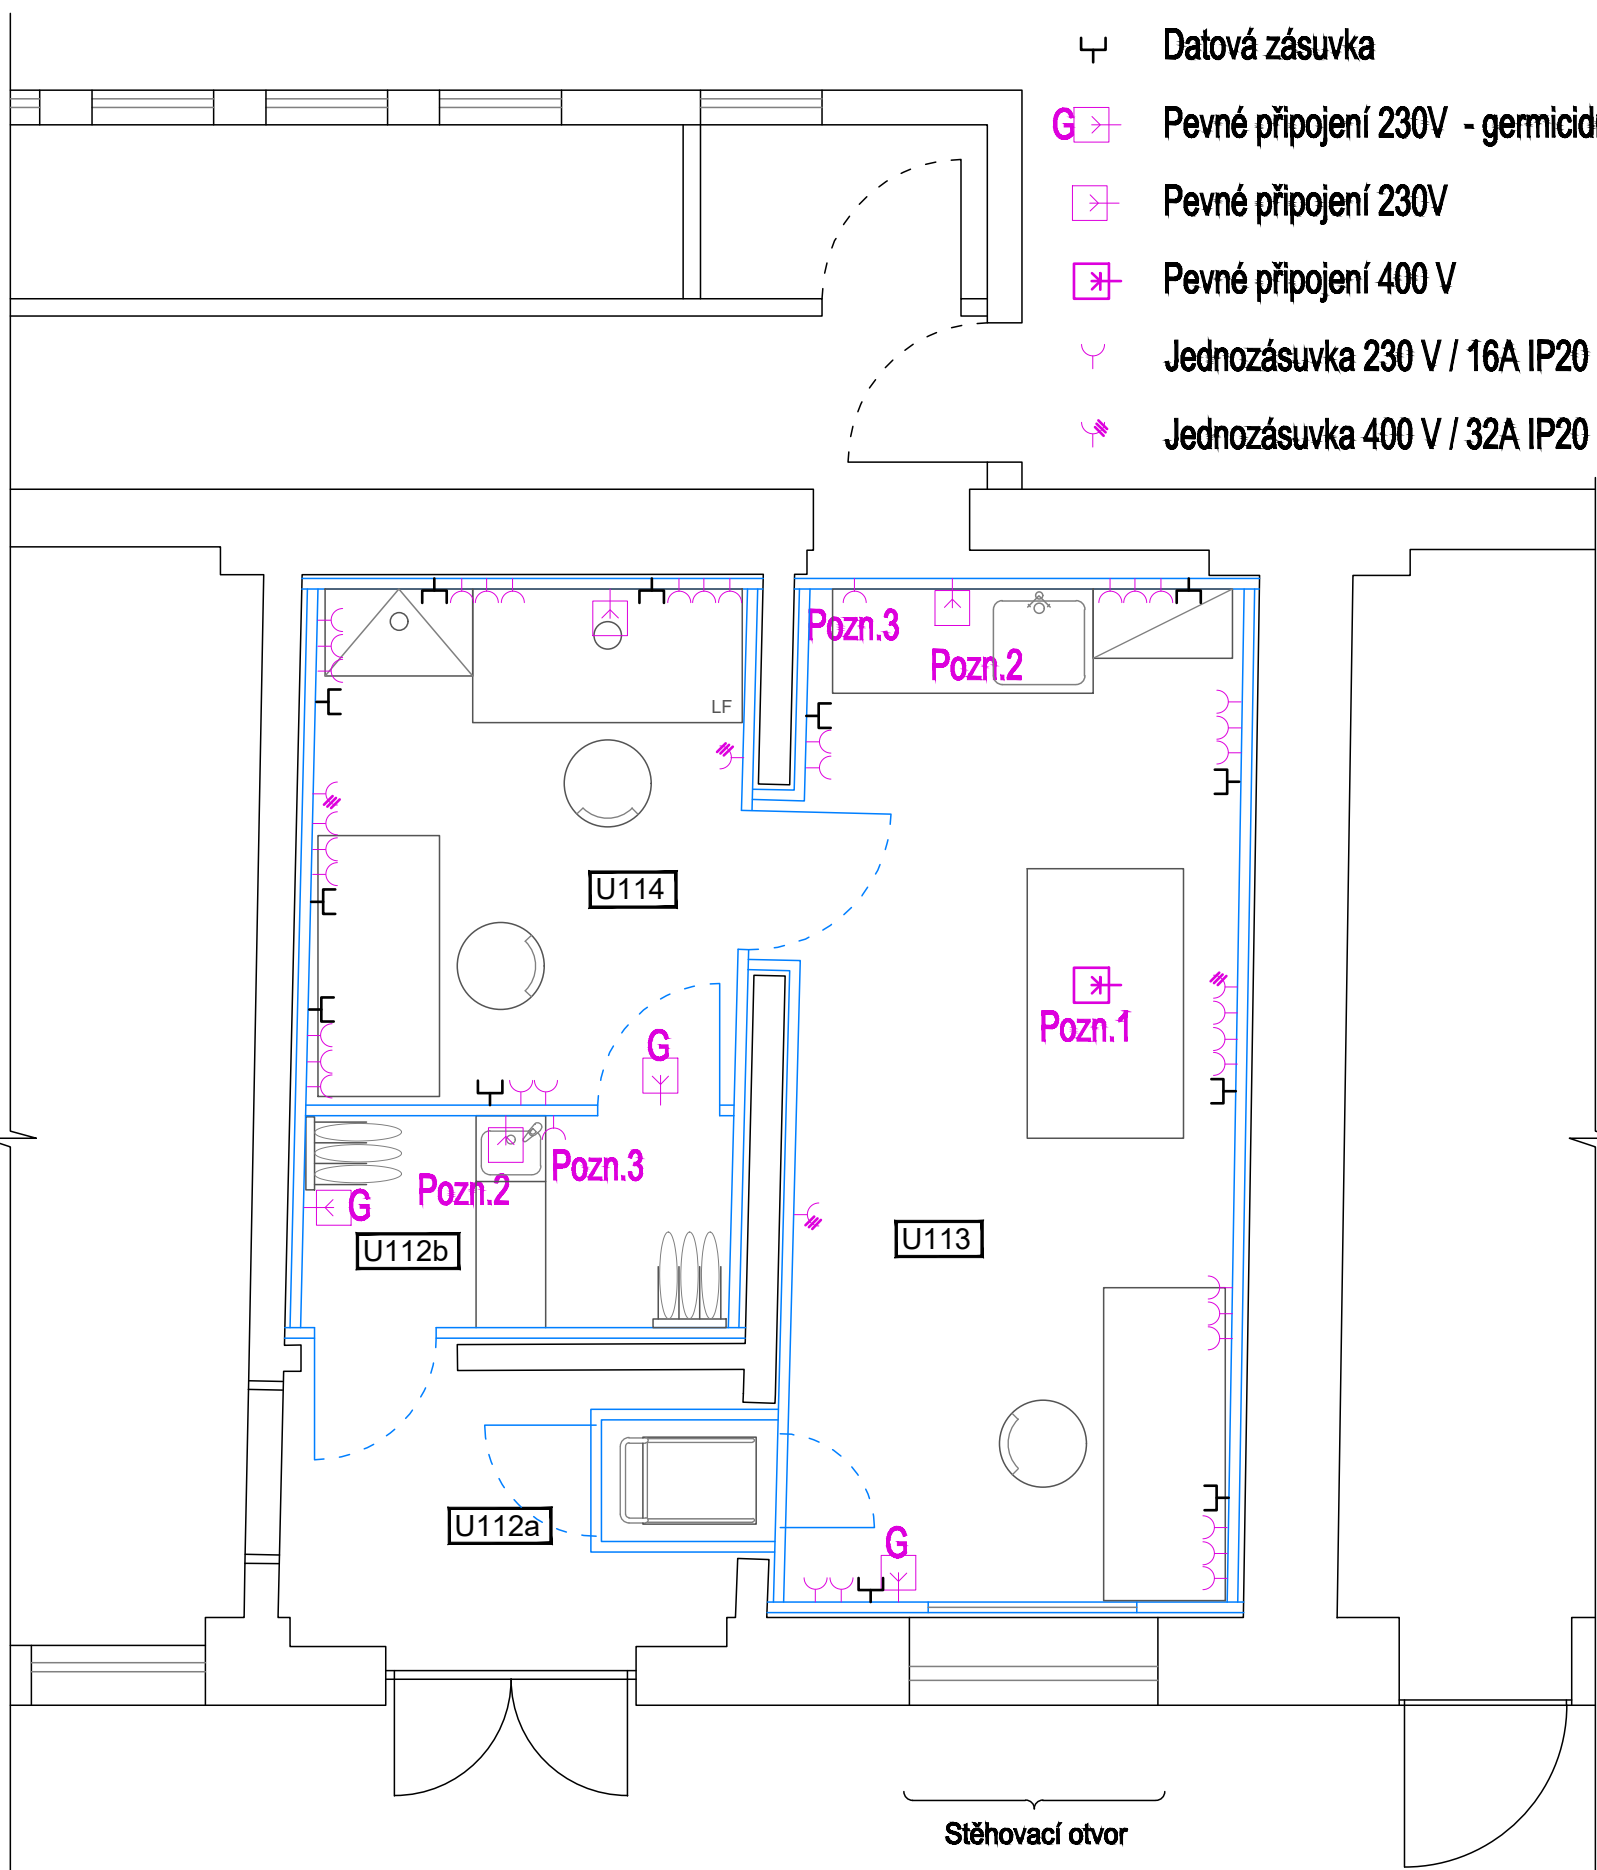 Datová zásuvka
G Pevné připojení 230V - germicid
Pevné připojení 230V
Pevné připojení 400 V
Jednozásuvka 230 V / 16A IP20
Jednozásuvka 400 V / 32A IP20
Pozn.3
Pozn.2
LF
U114
Pozn.1
G
Pozn.3
Pozn.2
G
U112b
U113
U112a
G
Stěhovací otvor